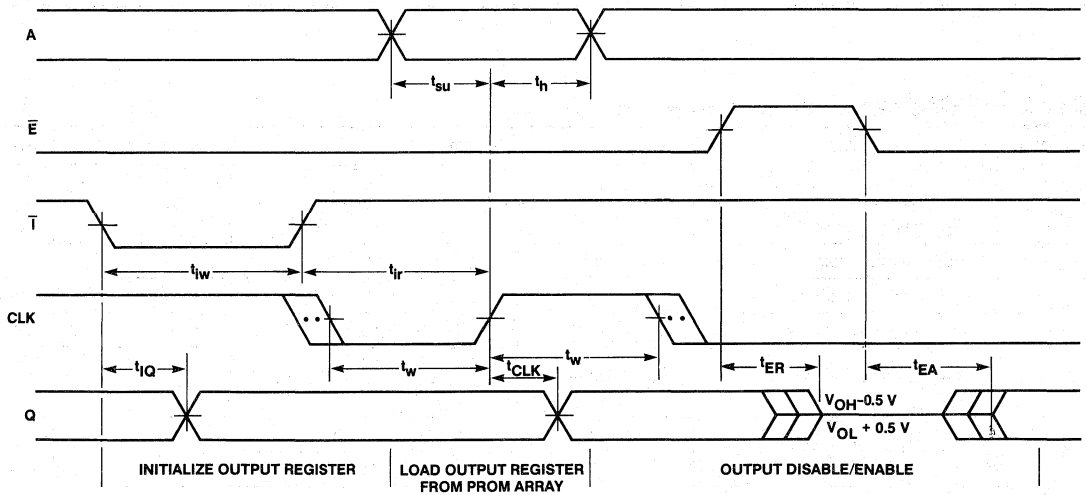 A
t_su
t_h
E̅
I̅
t_iw
t_ir
CLK
t_w
t_w
t_CLK
t_IQ
t_ER
t_EA
Q
V_OH-0.5 V
V_OL + 0.5 V
INITIALIZE OUTPUT REGISTER
LOAD OUTPUT REGISTER
FROM PROM ARRAY
OUTPUT DISABLE/ENABLE